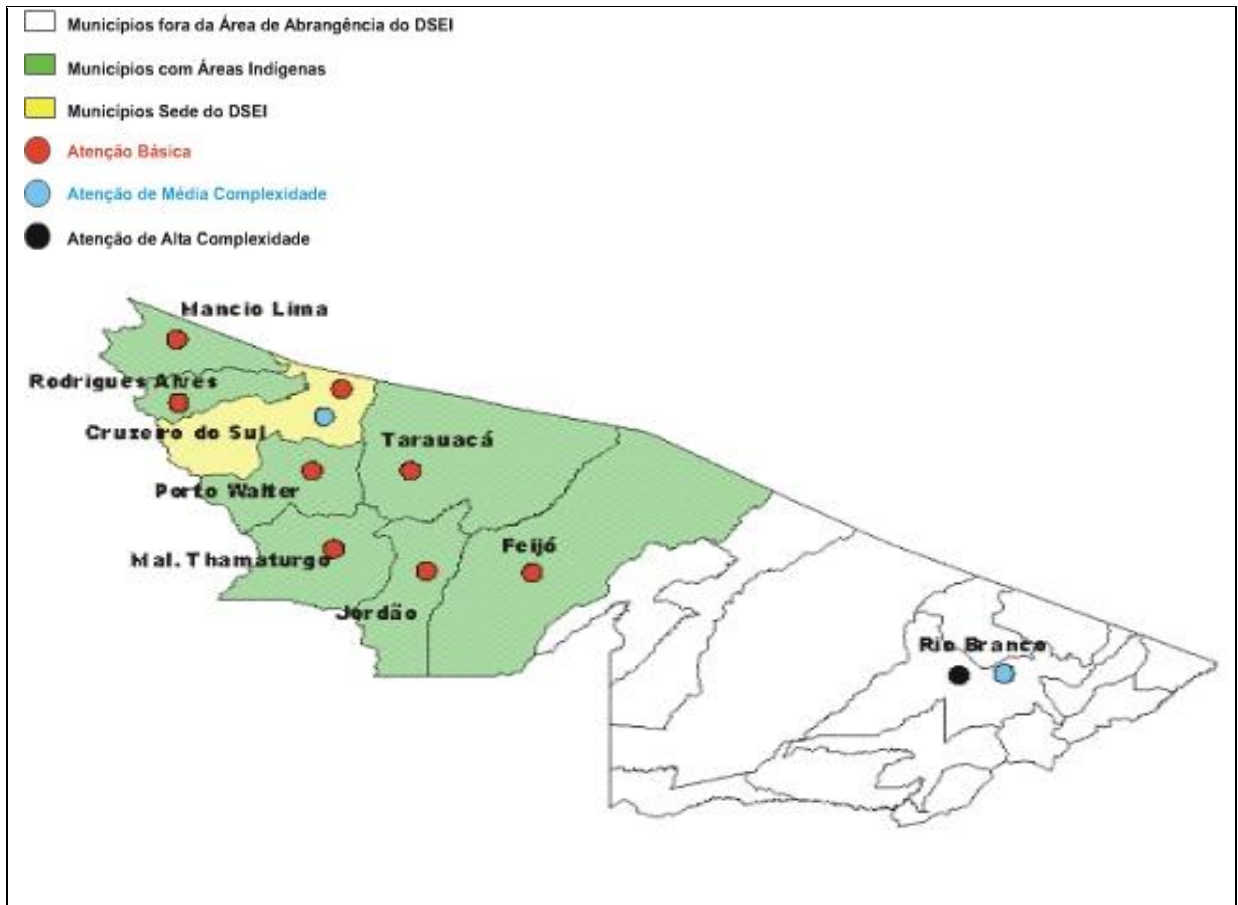 Municípios fora da Área de Abrangência do DSEI
Municípios com Áreas Indígenas
Municípios Sede do DSEI
Atenção Básica
Atenção de Média Complexidade
Atenção de Alta Complexidade
Mancio Lima
Rodrigues Alves
Cruzeiro do Sul
Tarauacá
Porto Walter
Mal. Thamaturgo
Feijó
Jordão
Rio Branco